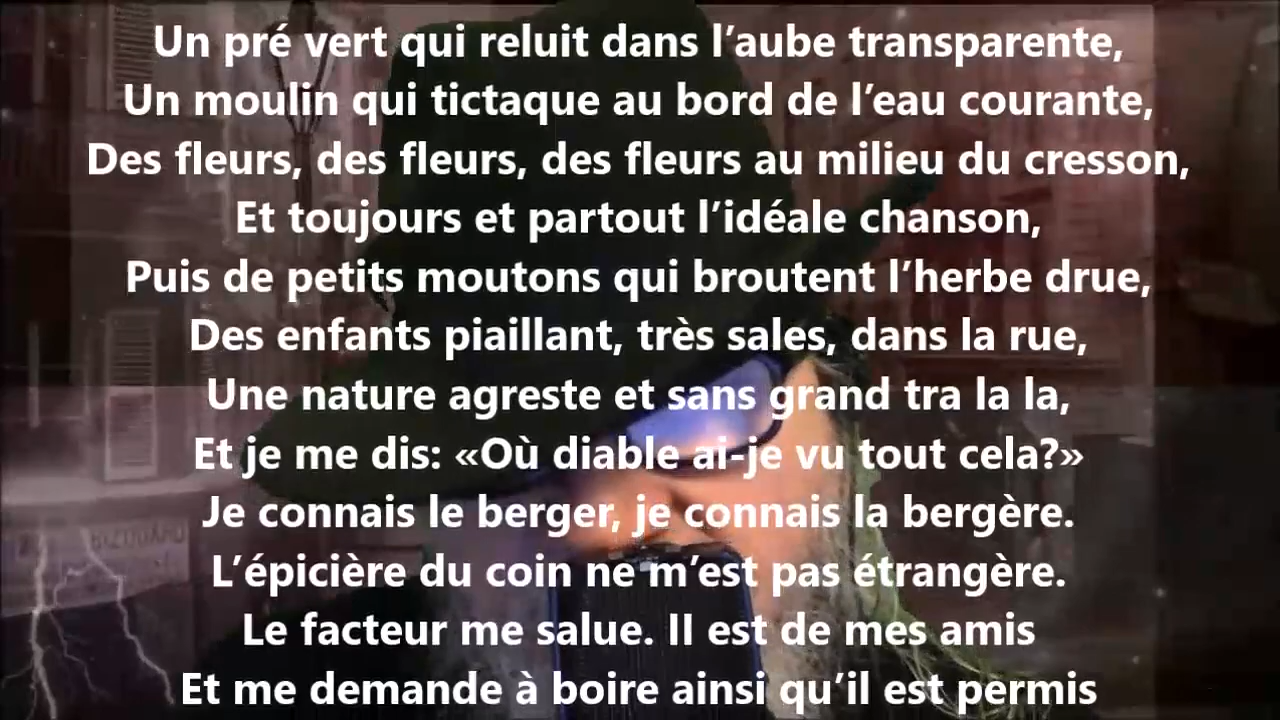 Un pré vert qui reluit dans l’aube transparente,
Un moulin qui tictaque au bord de l’eau courante,
Des fleurs, des fleurs, des fleurs au milieu du cresson,
Et toujours et partout l’idéale chanson,
Puis de petits moutons qui broutent l’herbe drue,
Des enfants piaillant, très sales, dans la rue,
Une nature agreste et sans grand tra la la,
Et je me dis: «Où diable ai-je vu tout cela?»
Je connais le berger, je connais la bergère.
L’épicière du coin ne m’est pas étrangère.
Le facteur me salue. II est de mes amis
Et me demande à boire ainsi qu’il est permis
BIZOUARD